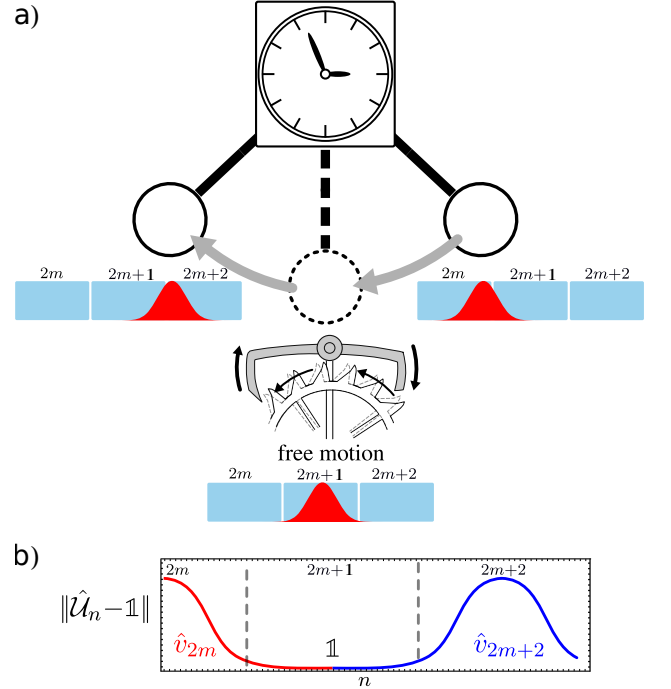 a)
2m 2m+1 2m+2
2m 2m+1 2m+2
free motion
2m 2m+1 2m+2
b)
2m 2m+1 2m+2
‖𝒰̂ₙ−𝟙‖
v̂₂ₘ 𝟙 v̂₂ₘ₊₂
n